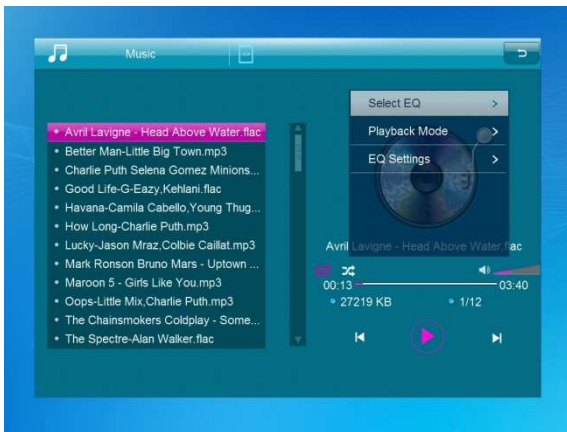 Music
Avril Lavigne - Head Above Water.flac
Better Man-Little Big Town.mp3
Charlie Puth Selena Gomez Minions...
Good Life-G-Eazy,Kehlani.flac
Havana-Camila Cabello,Young Thug...
How Long-Charlie Puth.mp3
Lucky-Jason Mraz,Colbie Caillat.mp3
Mark Ronson Bruno Mars - Uptown ...
Maroon 5 - Girls Like You.mp3
Oops-Little Mix,Charlie Puth.mp3
The Chainsmokers Coldplay - Some...
The Spectre-Alan Walker.flac
Select EQ >
Playback Mode >
EQ Settings >
Avril Lavigne - Head Above Water.flac
00:13
03:40
27219 KB
1/12